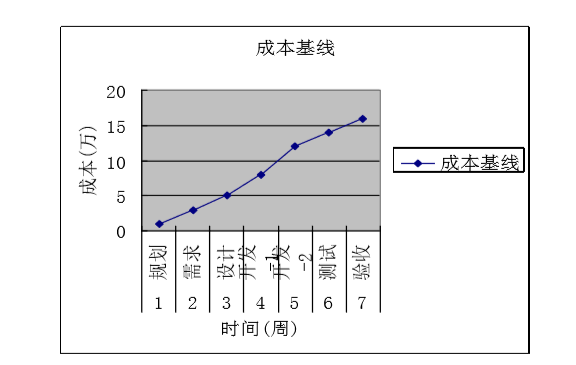 成本基线
20
15
10
5
0
成本(万)
规划
需求
设计
开发-1
开发-2
测试
验收
1 2 3 4 5 6 7
时间(周)
成本基线